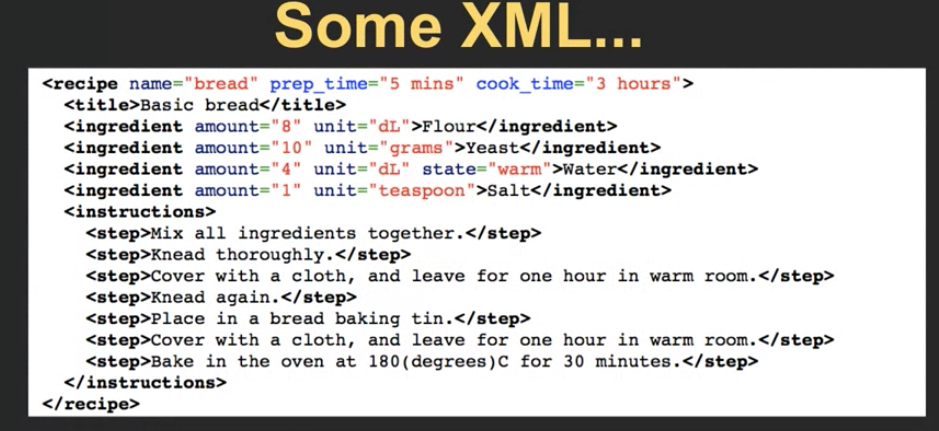 Some XML...
<recipe name="bread" prep_time="5 mins" cook_time="3 hours">
<title>Basic bread</title>
<ingredient amount="8" unit="dL">Flour</ingredient>
<ingredient amount="10" unit="grams">Yeast</ingredient>
<ingredient amount="4" unit="dL" state="warm">Water</ingredient>
<ingredient amount="1" unit="teaspoon">Salt</ingredient>
<instructions>
<step>Mix all ingredients together.</step>
<step>Knead thoroughly.</step>
<step>Cover with a cloth, and leave for one hour in warm room.</step>
<step>Knead again.</step>
<step>Place in a bread baking tin.</step>
<step>Cover with a cloth, and leave for one hour in warm room.</step>
<step>Bake in the oven at 180(degrees)C for 30 minutes.</step>
</instructions>
</recipe>